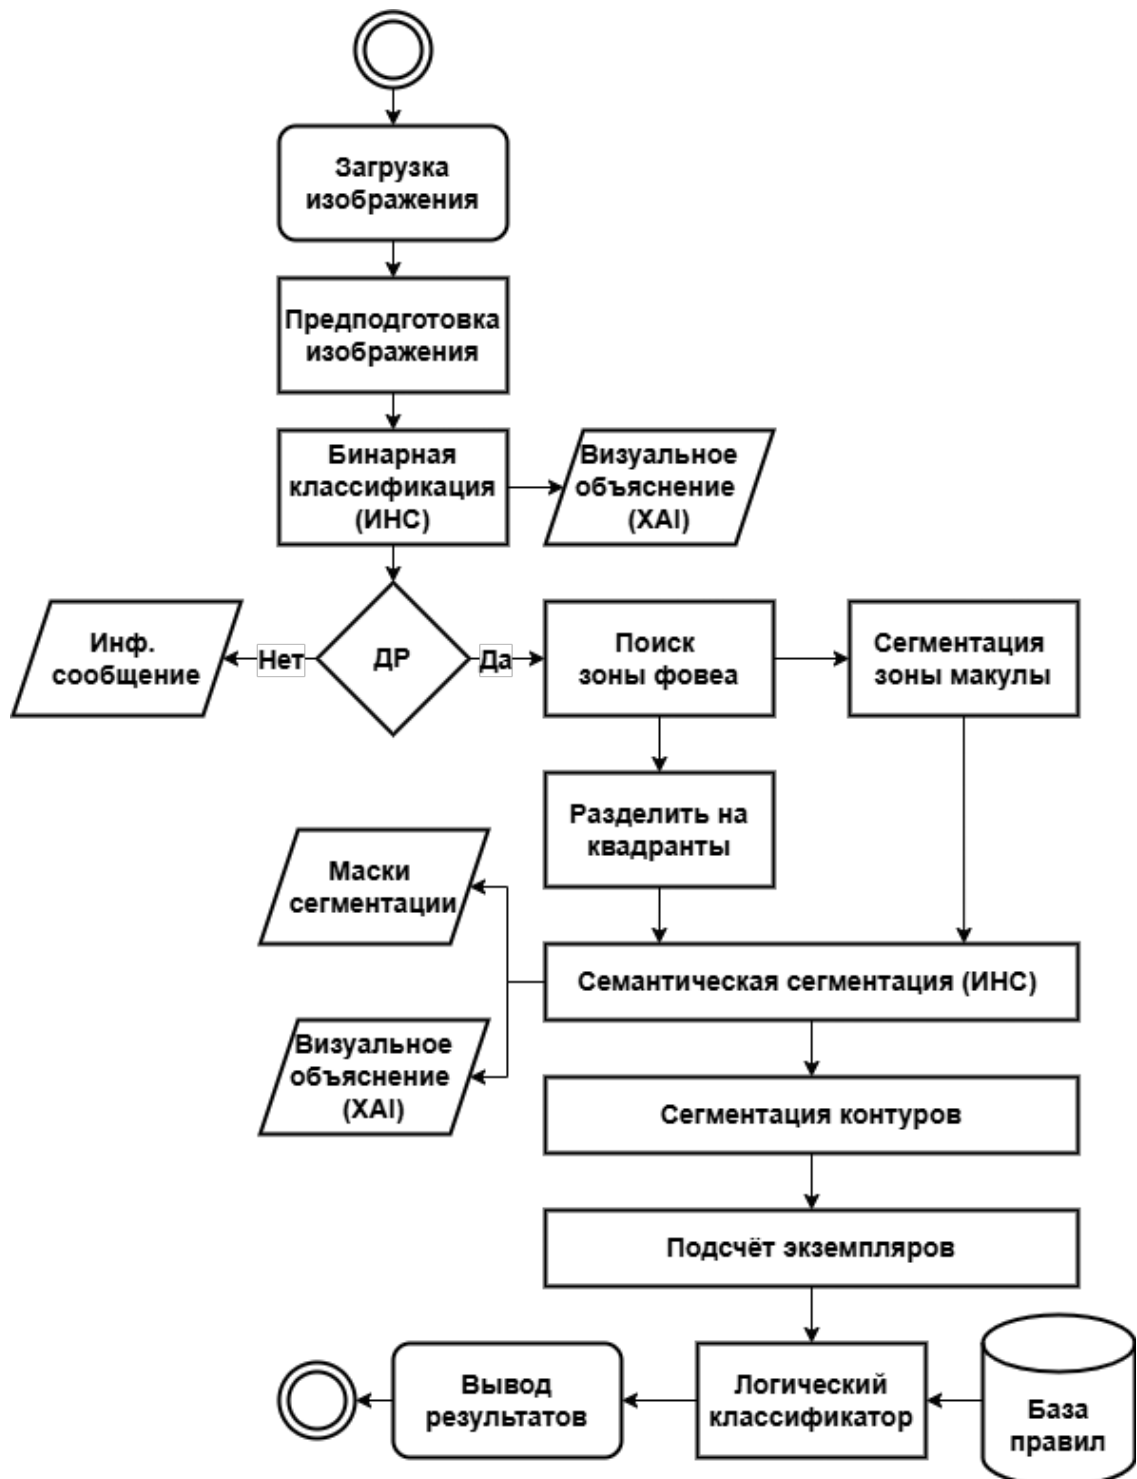 Загрузка
изображения
Предподготовка
изображения
Бинарная
классификация
(ИНС)
Визуальное
объяснение
(XAI)
Инф.
сообщение
Нет
ДР
Да
Поиск
зоны фовеа
Сегментация
зоны макулы
Разделить на
квадранты
Маски
сегментации
Семантическая сегментация (ИНС)
Визуальное
объяснение
(XAI)
Сегментация контуров
Подсчёт экземпляров
Вывод
результатов
Логический
классификатор
База
правил